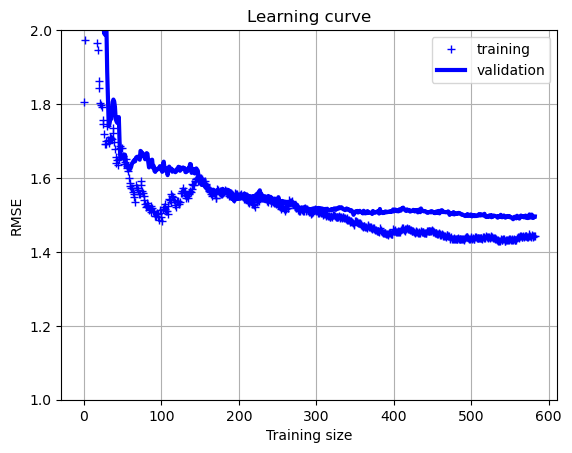 Learning curve
training
validation
RMSE
2.0
1.8
1.6
1.4
1.2
1.0
0 100 200 300 400 500 600
Training size